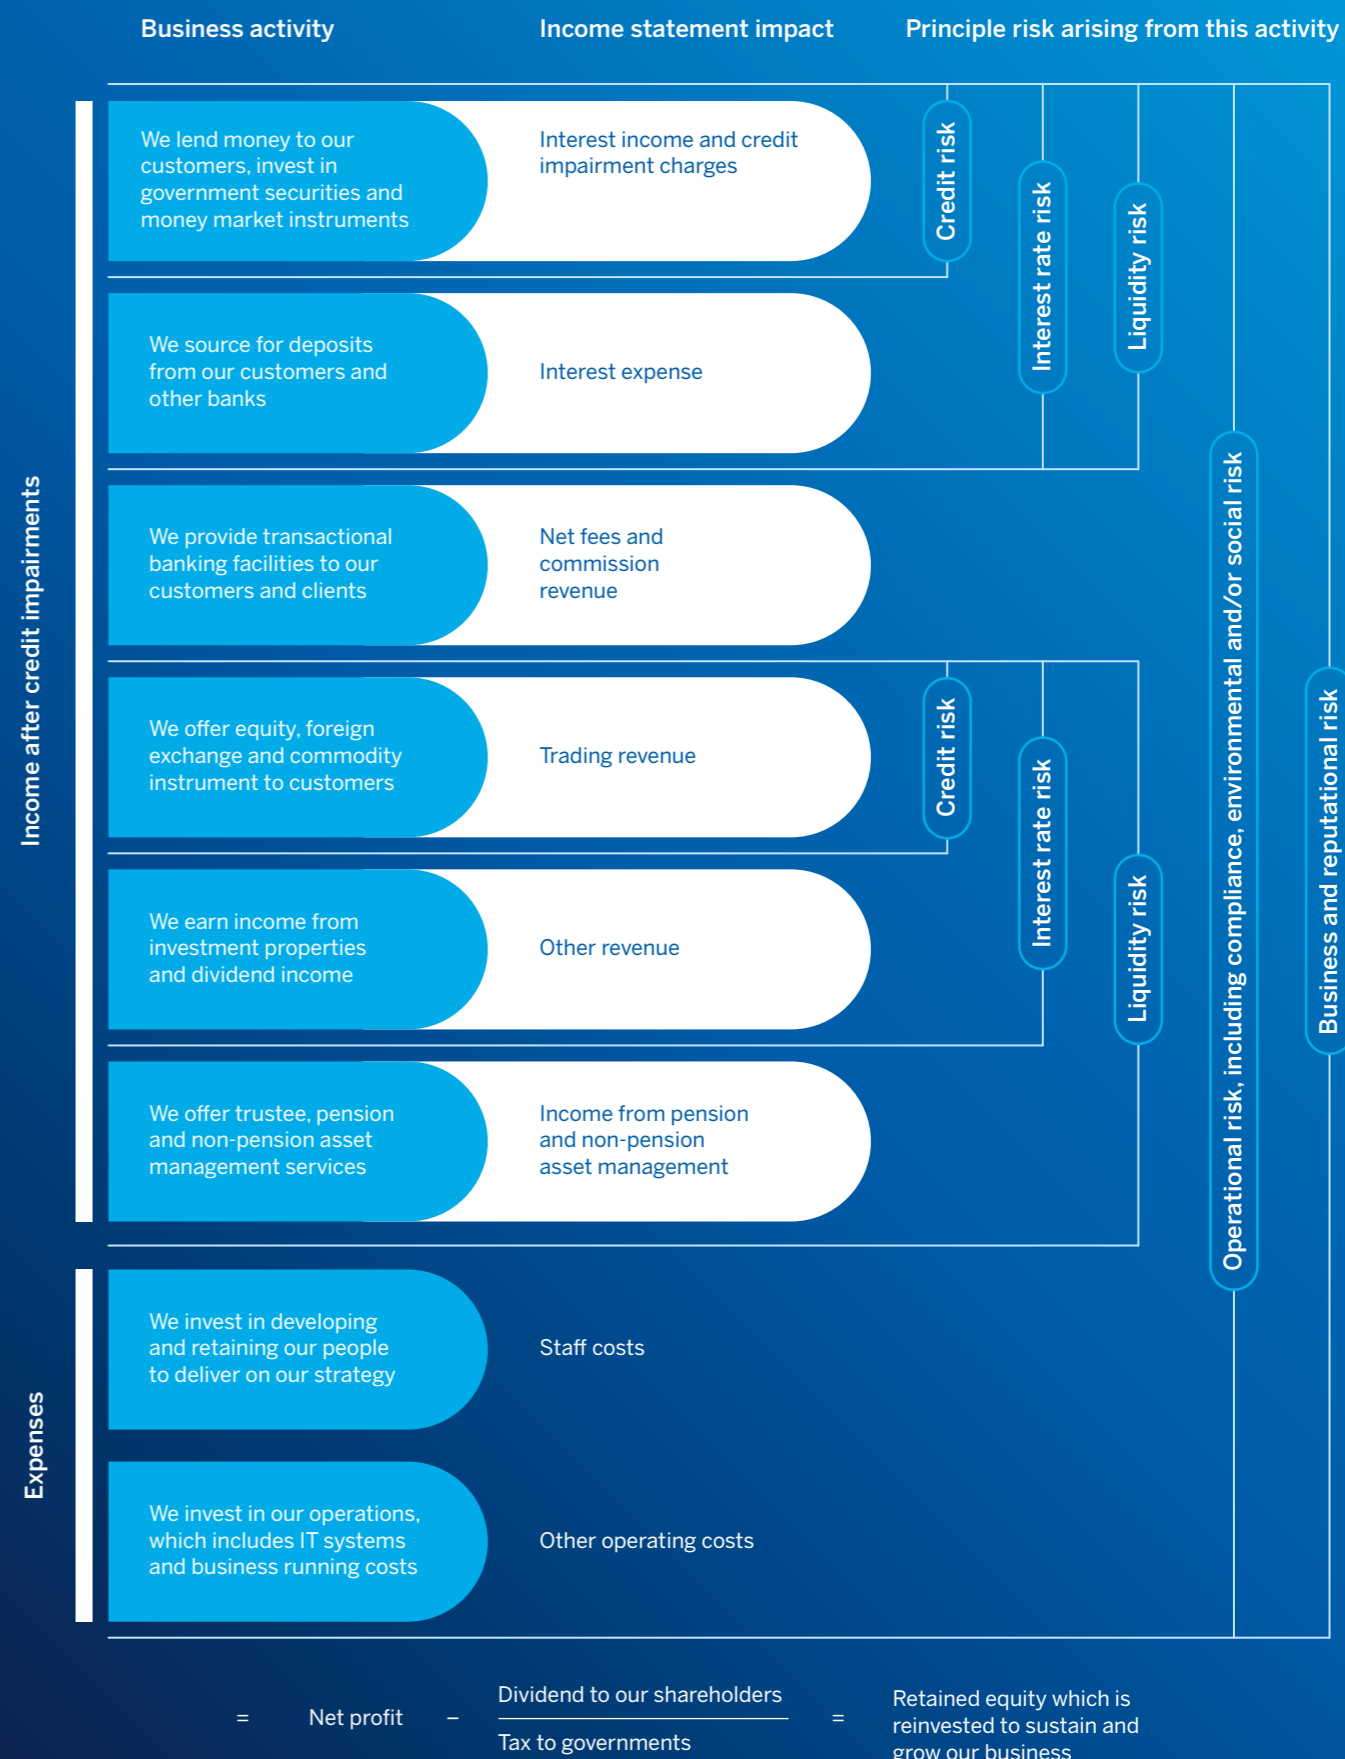 Business activity
Income statement impact
Principle risk arising from this activity
Income after credit impairments
We lend money to our
customers, invest in
government securities and
money market instruments
Interest income and credit
impairment charges
Credit risk
Interest rate risk
Liquidity risk
We source for deposits
from our customers and
other banks
Interest expense
We provide transactional
banking facilities to our
customers and clients
Net fees and
commission
revenue
We offer equity, foreign
exchange and commodity
instrument to customers
Trading revenue
Credit risk
Interest rate risk
Liquidity risk
Operational risk, including compliance, environmental and/or social risk
Business and reputational risk
We earn income from
investment properties
and dividend income
Other revenue
We offer trustee, pension
and non-pension asset
management services
Income from pension
and non-pension
asset management
Expenses
We invest in developing
and retaining our people
to deliver on our strategy
Staff costs
We invest in our operations,
which includes IT systems
and business running costs
Other operating costs
= Net profit –
Dividend to our shareholders
Tax to governments
=
Retained equity which is
reinvested to sustain and
grow our business